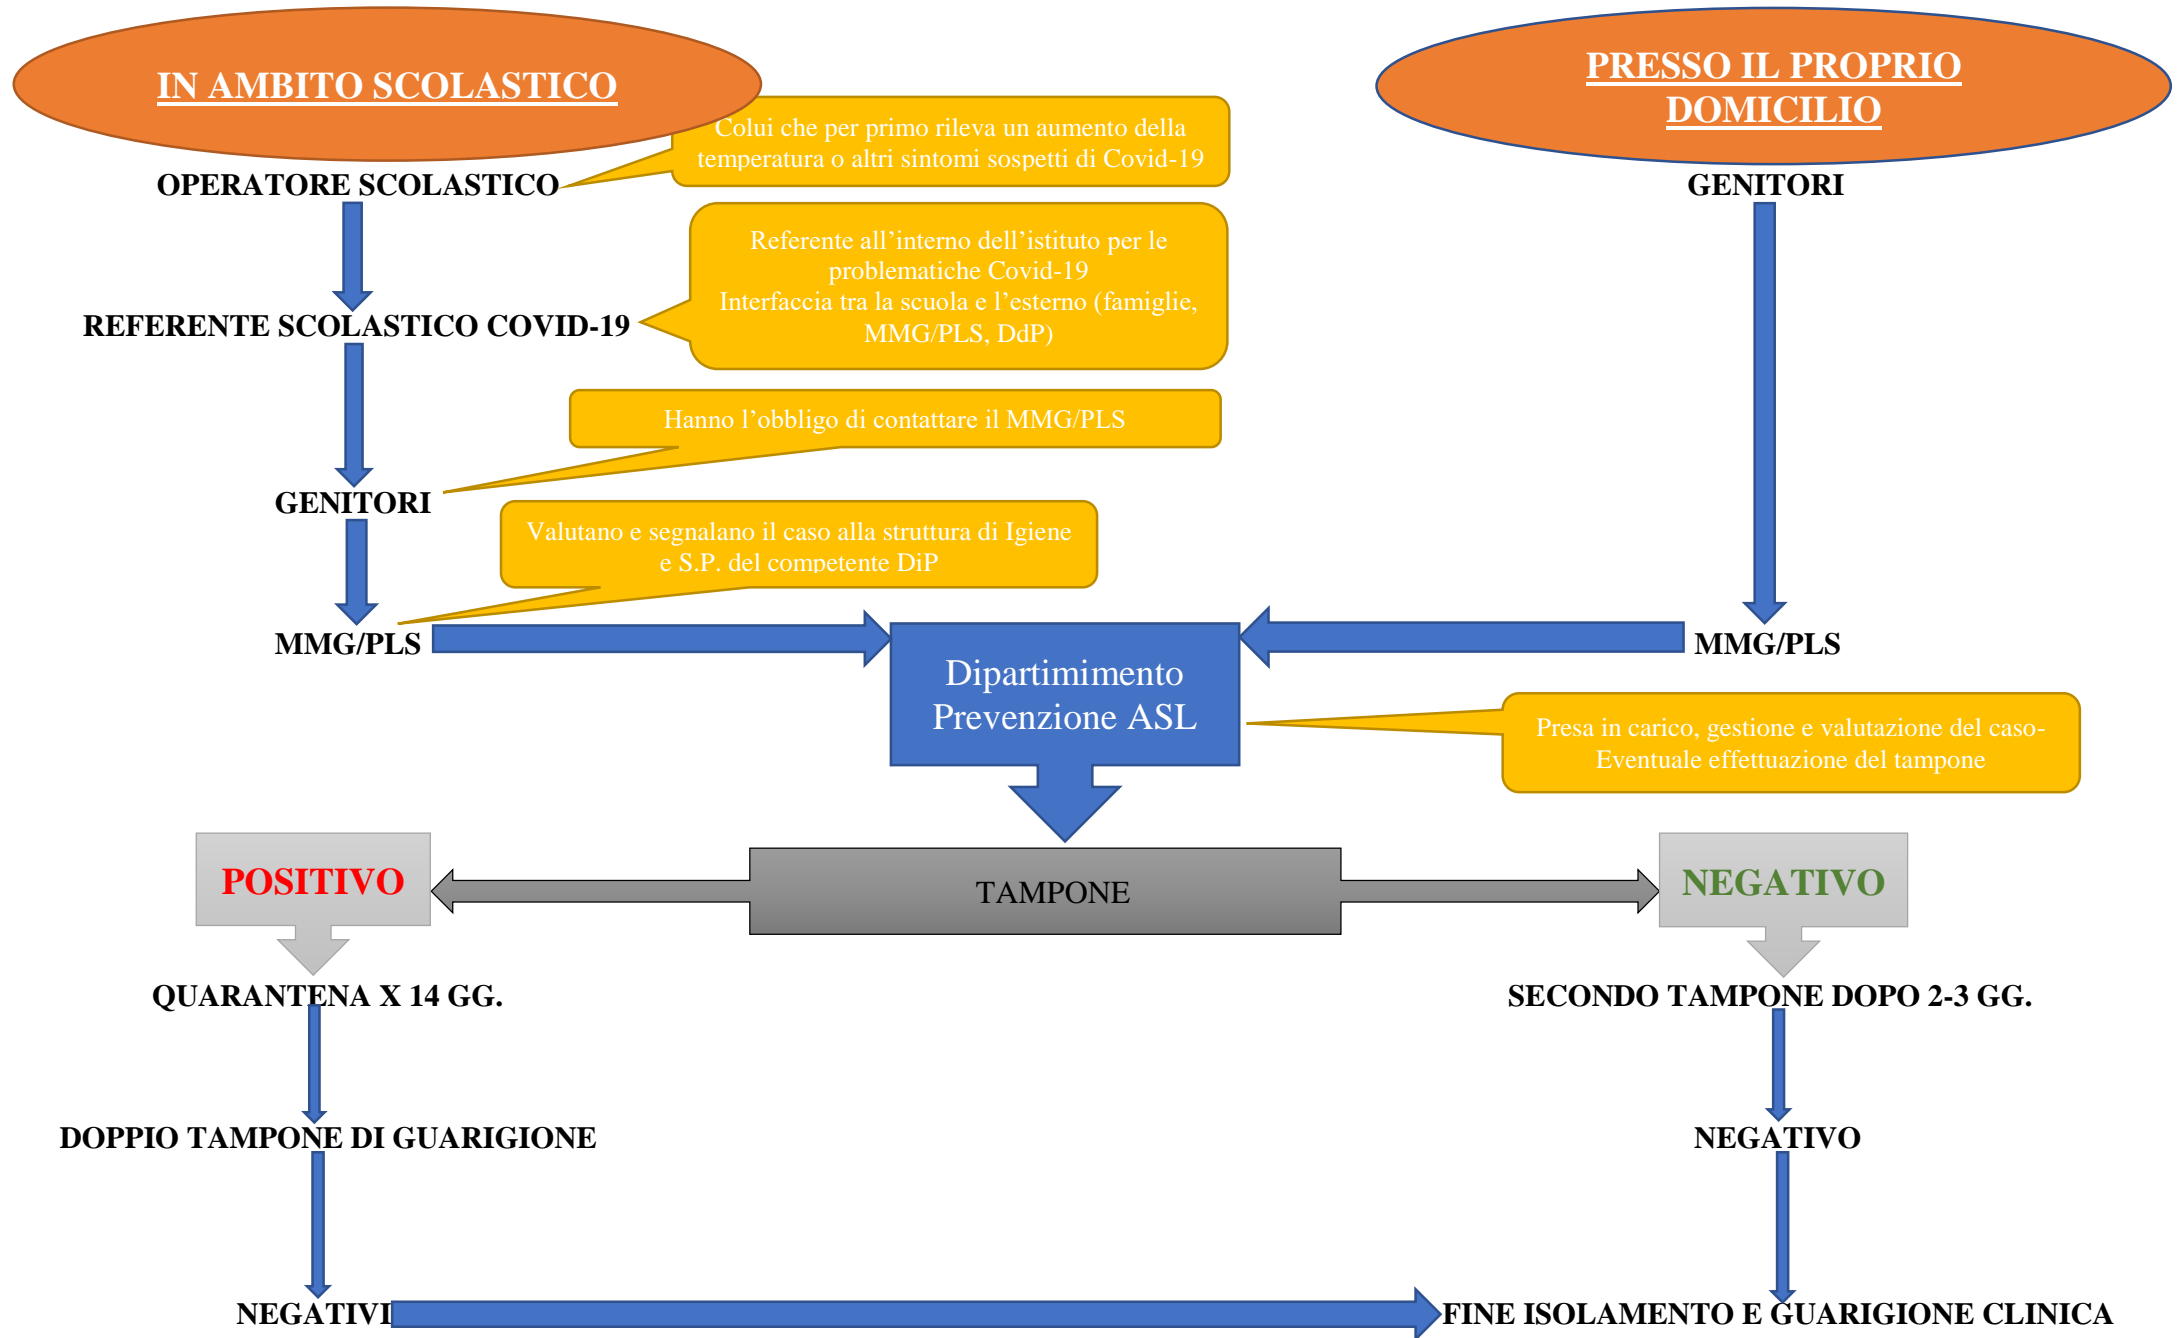 IN AMBITO SCOLASTICO
PRESSO IL PROPRIO
DOMICILIO
Colui che per primo rileva un aumento della
temperatura o altri sintomi sospetti di Covid-19
OPERATORE SCOLASTICO
GENITORI
Referente all’interno dell’istituto per le
problematiche Covid-19
Interfaccia tra la scuola e l’esterno (famiglie,
MMG/PLS, DdP)
REFERENTE SCOLASTICO COVID-19
Hanno l’obbligo di contattare il MMG/PLS
GENITORI
Valutano e segnalano il caso alla struttura di Igiene
e S.P. del competente DiP
MMG/PLS
MMG/PLS
Dipartimimento
Prevenzione ASL
Presa in carico, gestione e valutazione del caso-
Eventuale effettuazione del tampone
POSITIVO
TAMPONE
NEGATIVO
QUARANTENA X 14 GG.
SECONDO TAMPONE DOPO 2-3 GG.
DOPPIO TAMPONE DI GUARIGIONE
NEGATIVO
NEGATIVI
FINE ISOLAMENTO E GUARIGIONE CLINICA